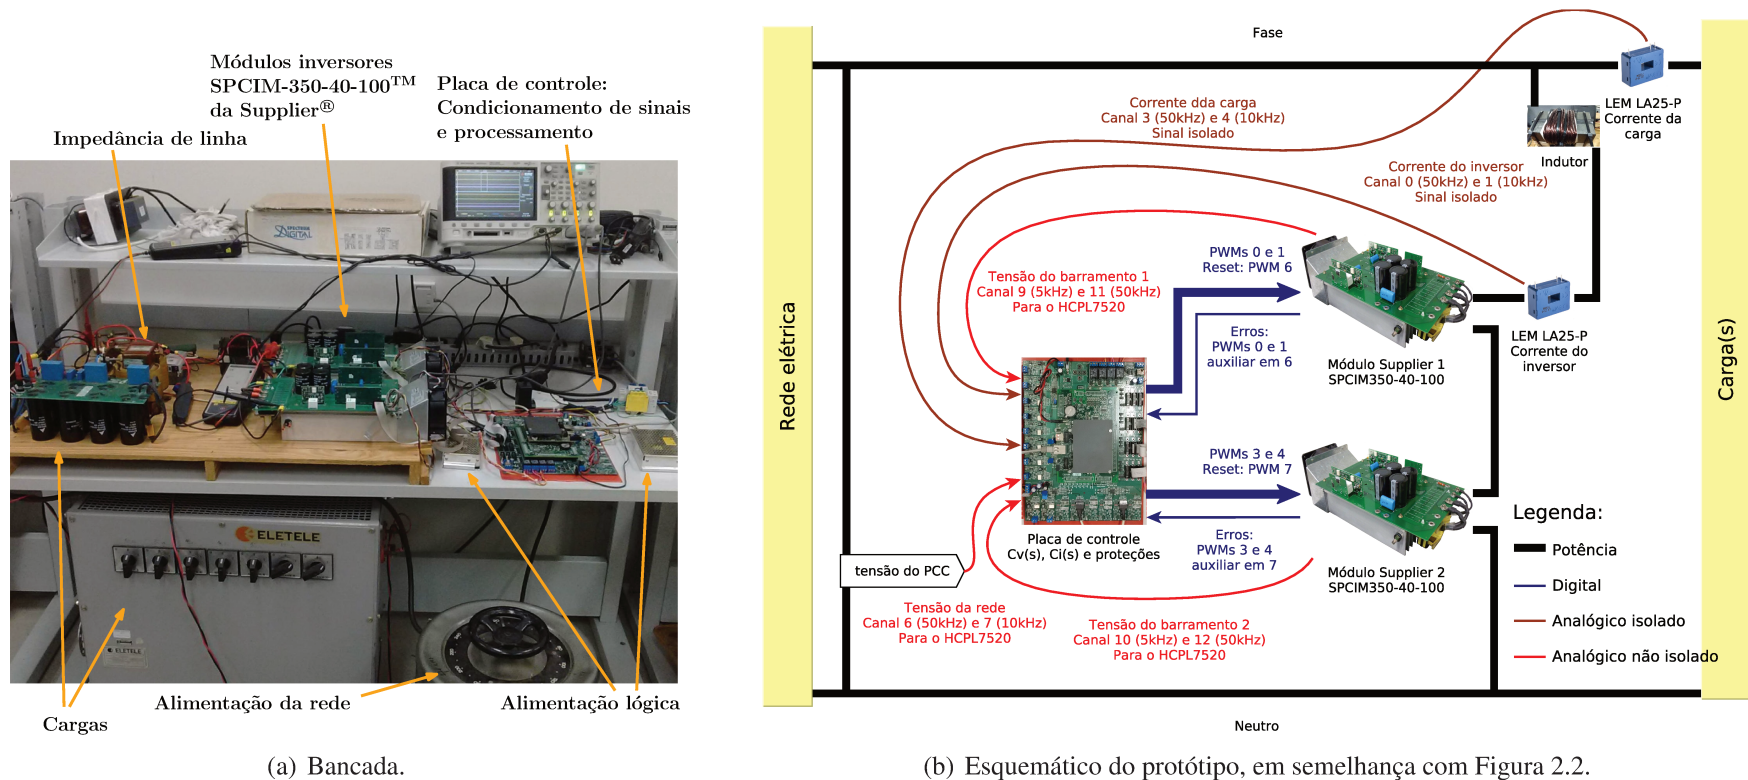 Módulos inversores
SPCIM-350-40-100™
da Supplier®
Placa de controle:
Condicionamento de sinais
e processamento
Impedância de linha
SPECTRUM
DIGITAL
ELETELE
ELETELE
Cargas
Alimentação da rede
Alimentação lógica
(a) Bancada.
Rede elétrica
Fase
Corrente dda carga
Canal 3 (50kHz) e 4 (10kHz)
Sinal isolado
LEM LA25-P
Corrente da
carga
Indutor
Corrente do inversor
Canal 0 (50kHz) e 1 (10kHz)
Sinal isolado
PWMs 0 e 1
Reset: PWM 6
Tensão do barramento 1
Canal 9 (5kHz) e 11 (50kHz)
Para o HCPL7520
Erros:
PWMs 0 e 1
auxiliar em 6
Módulo Supplier 1
SPCIM350-40-100
LEM LA25-P
Corrente do
inversor
Carga(s)
PWMs 3 e 4
Reset: PWM 7
Placa de controle
Cv(s), Ci(s) e proteções
Erros:
PWMs 3 e 4
auxiliar em 7
Módulo Supplier 2
SPCIM350-40-100
tensão do PCC
Tensão da rede
Canal 6 (50kHz) e 7 (10kHz)
Para o HCPL7520
Tensão do barramento 2
Canal 10 (5kHz) e 12 (50kHz)
Para o HCPL7520
Legenda:
Potência
Digital
Analógico isolado
Analógico não isolado
Neutro
(b) Esquemático do protótipo, em semelhança com Figura 2.2.